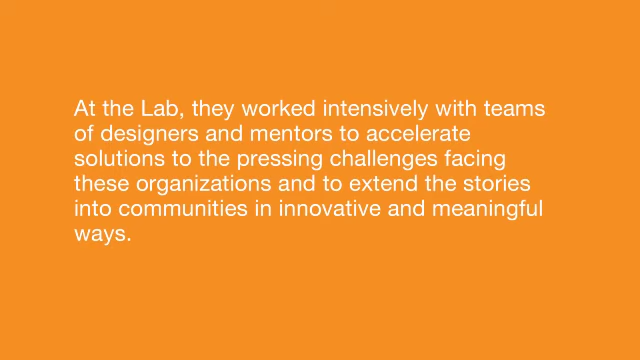 At the Lab, they worked intensively with teams
of designers and mentors to accelerate
solutions to the pressing challenges facing
these organizations and to extend the stories
into communities in innovative and meaningful
ways.